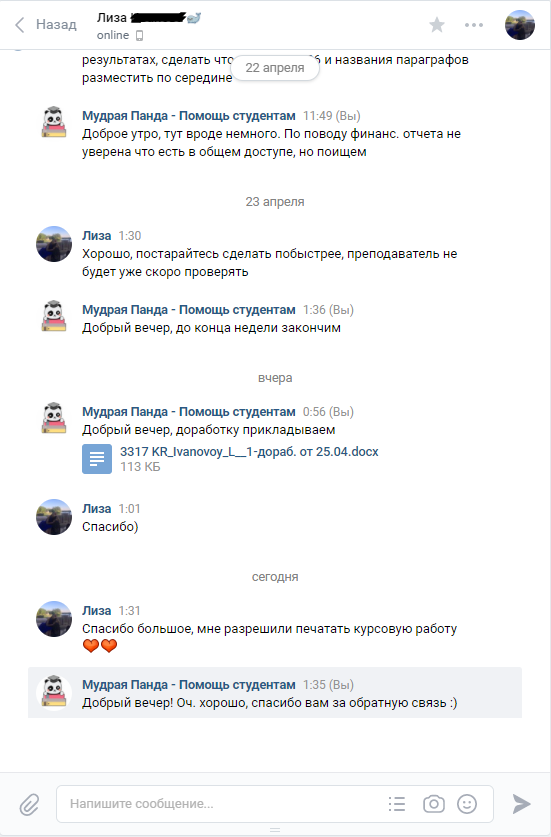 Назад
Лиза
online
результатах, сделать что
6 и названия параграфов
22 апреля
разместить по середине
Мудрая Панда - Помощь студентам 11:49 (Вы)
Доброе утро, тут вроде немного. По поводу финанс. отчета не
уверена что есть в общем доступе, но поищем
23 апреля
Лиза 1:30
Хорошо, постарайтесь сделать побыстрее, преподаватель не
будет уже скоро проверять
Мудрая Панда - Помощь студентам 1:36 (Вы)
Добрый вечер, до конца недели закончим
вчера
Мудрая Панда - Помощь студентам 0:56 (Вы)
Добрый вечер, доработку прикладываем
3317 KR_Ivanovoy_L__1-дораб. от 25.04.docx
113 КБ
Лиза 1:01
Спасибо)
сегодня
Лиза 1:31
Спасибо большое, мне разрешили печатать курсовую работу
Мудрая Панда - Помощь студентам 1:35 (Вы)
Добрый вечер! Оч. хорошо, спасибо вам за обратную связь :)
Напишите сообщение...